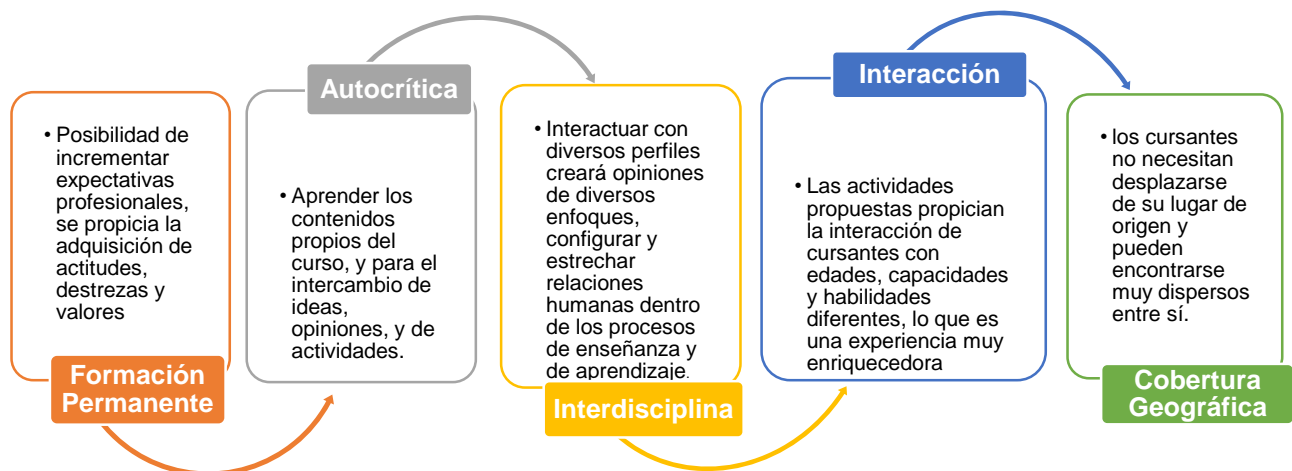 • Posibilidad de
incrementar
expectativas
profesionales,
se propicia la
adquisición de
actitudes,
destrezas y
valores
Formación
Permanente
Autocrítica
• Aprender los
contenidos
propios del
curso, y para el
intercambio de
ideas,
opiniones, y de
actividades.
• Interactuar con
diversos perfiles
creará opiniones
de diversos
enfoques,
configurar y
estrechar
relaciones
humanas dentro
de los procesos
de enseñanza y
de aprendizaje.
Interdisciplina
Interacción
• Las actividades
propuestas propician
la interacción de
cursantes con
edades, capacidades
y habilidades
diferentes, lo que es
una experiencia muy
enriquecedora
• los cursantes
no necesitan
desplazarse
de su lugar de
origen y
pueden
encontrarse
muy dispersos
entre sí.
Cobertura
Geográfica